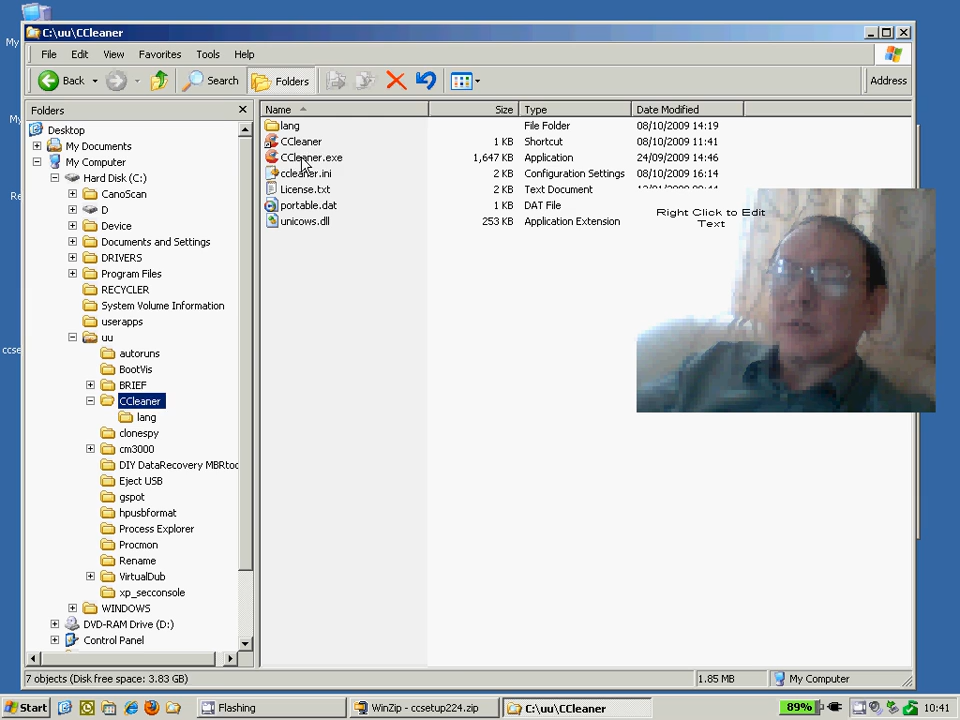 My
C:\uu\CCleaner
File Edit View Favorites Tools Help
Back Search Folders Address
Folders
Name Size Type Date Modified
Desktop
My Documents
My Computer
Hard Disk (C:)
CanoScan
D
Device
Documents and Settings
DRIVERS
Program Files
RECYCLER
System Volume Information
userapps
uu
autoruns
BootVis
BRIEF
CCleaner
lang
clonespy
cm3000
DIY DataRecovery MBRtoo
Eject USB
gspot
hpusbformat
Process Explorer
Procmon
Rename
VirtualDub
xp_secconsole
WINDOWS
DVD-RAM Drive (D:)
Control Panel
lang File Folder 08/10/2009 14:19
CCleaner 1 KB Shortcut 08/10/2009 11:41
CCleaner.exe 1,647 KB Application 24/09/2009 14:46
ccleaner.ini 2 KB Configuration Settings 08/10/2009 16:14
License.txt 2 KB Text Document
portable.dat 1 KB DAT File
unicows.dll 253 KB Application Extension
Right Click to Edit
Text
My
Re
ccse
7 objects (Disk free space: 3.83 GB) 1.85 MB My Computer
Start Flashing WinZip - ccsetup224.zip C:\uu\CCleaner 89% 10:41